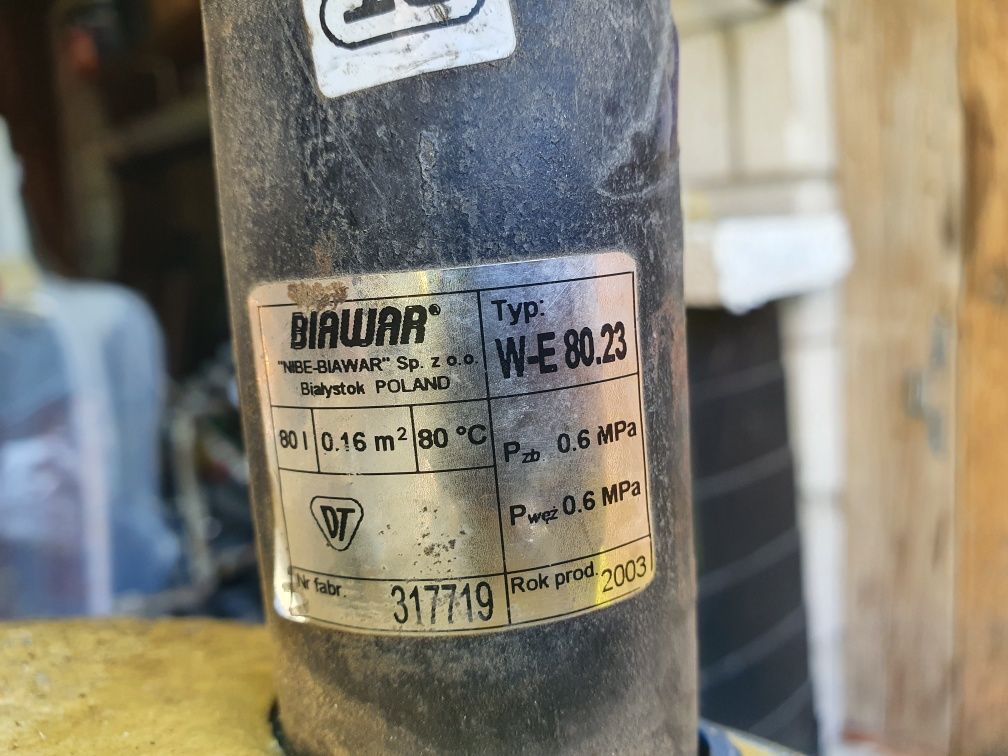 BIAWAR®
"NIBE-BIAWAR" Sp. z o.o.
Białystok POLAND
Typ:
W-E 80.23
80 l 0.16 m² 80 °C
Pzb 0.6 MPa
Pwęż 0.6 MPa
DT
Nr fabr. 317719
Rok prod. 2003